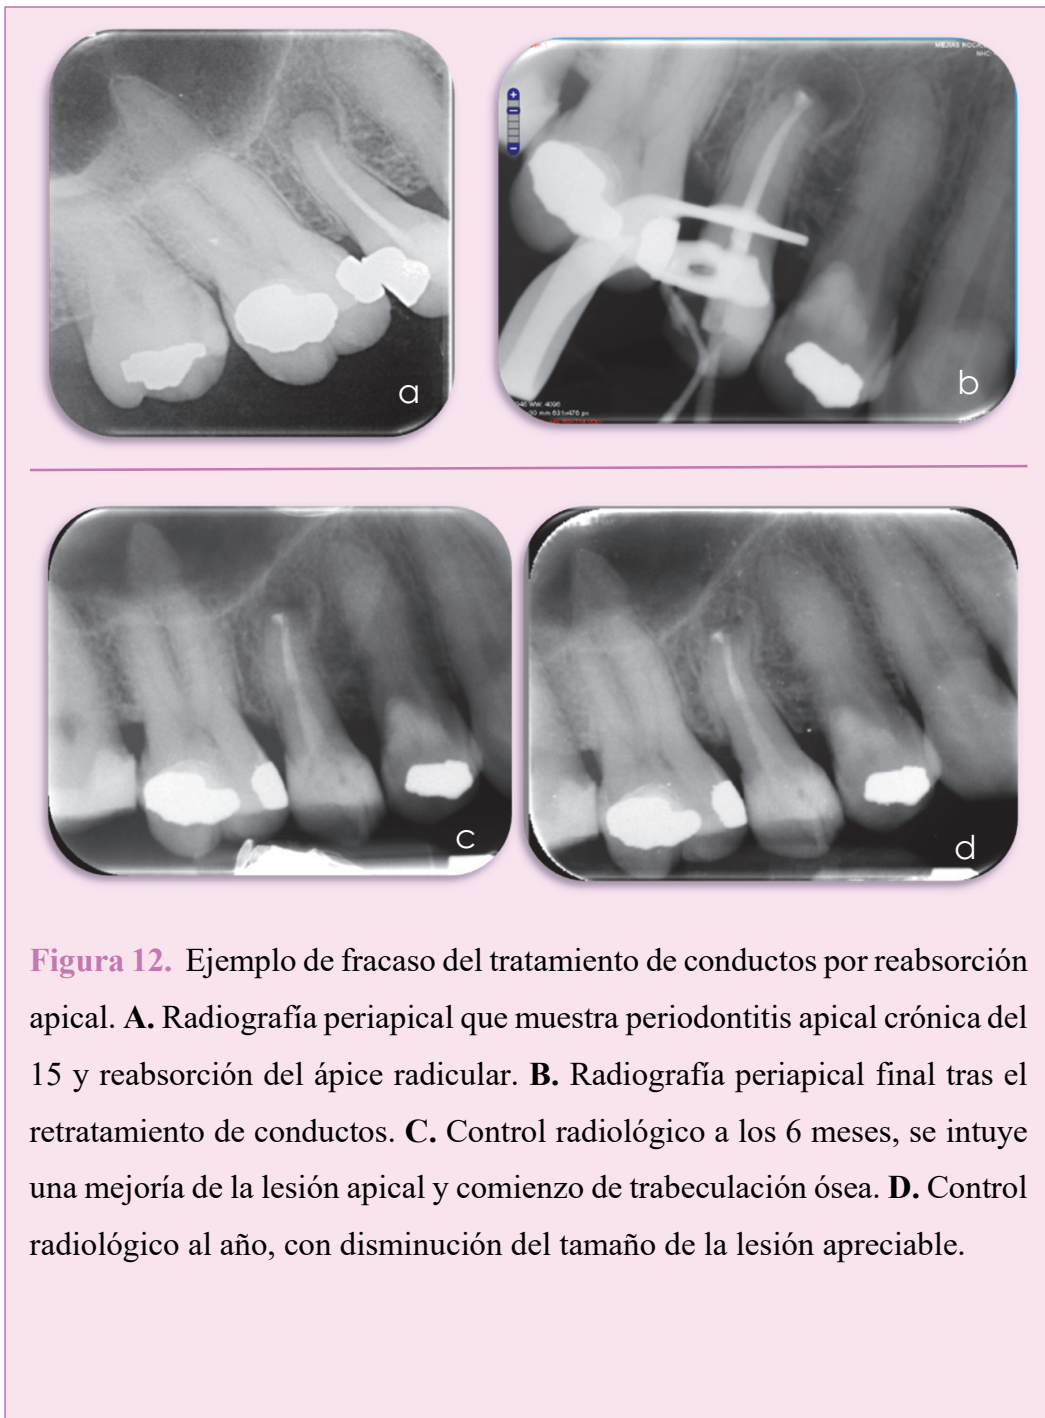 MEJIAS
NHC
a
b
c
d
Figura 12. Ejemplo de fracaso del tratamiento de conductos por reabsorción
apical. A. Radiografía periapical que muestra periodontitis apical crónica del
15 y reabsorción del ápice radicular. B. Radiografía periapical final tras el
retratamiento de conductos. C. Control radiológico a los 6 meses, se intuye
una mejoría de la lesión apical y comienzo de trabeculación ósea. D. Control
radiológico al año, con disminución del tamaño de la lesión apreciable.